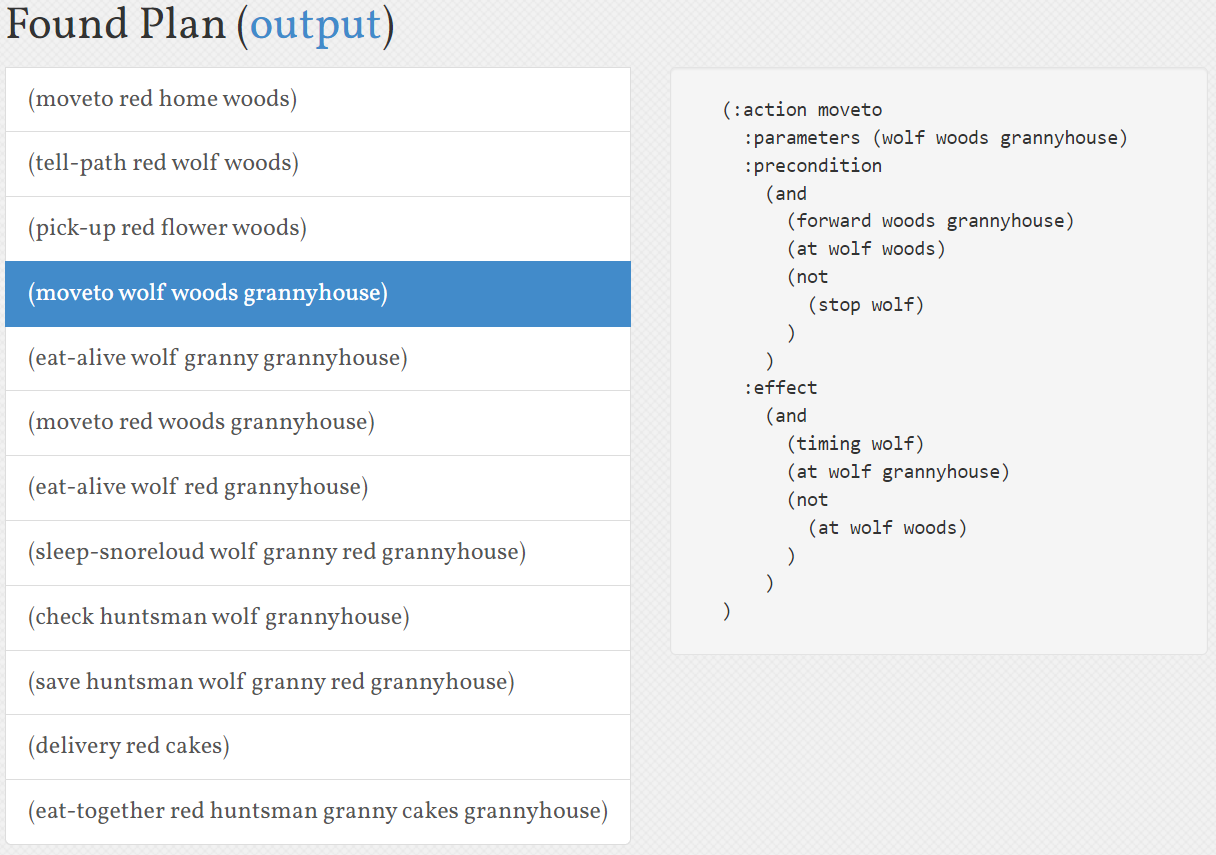 Found Plan (output)
(moveto red home woods)
(tell-path red wolf woods)
(pick-up red flower woods)
(moveto wolf woods grannyhouse)
(eat-alive wolf granny grannyhouse)
(moveto red woods grannyhouse)
(eat-alive wolf red grannyhouse)
(sleep-snoreloud wolf granny red grannyhouse)
(check huntsman wolf grannyhouse)
(save huntsman wolf granny red grannyhouse)
(delivery red cakes)
(eat-together red huntsman granny cakes grannyhouse)
(:action moveto
  :parameters (wolf woods grannyhouse)
  :precondition
    (and
      (forward woods grannyhouse)
      (at wolf woods)
      (not
        (stop wolf)
      )
    )
  :effect
    (and
      (timing wolf)
      (at wolf grannyhouse)
      (not
        (at wolf woods)
      )
    )
)